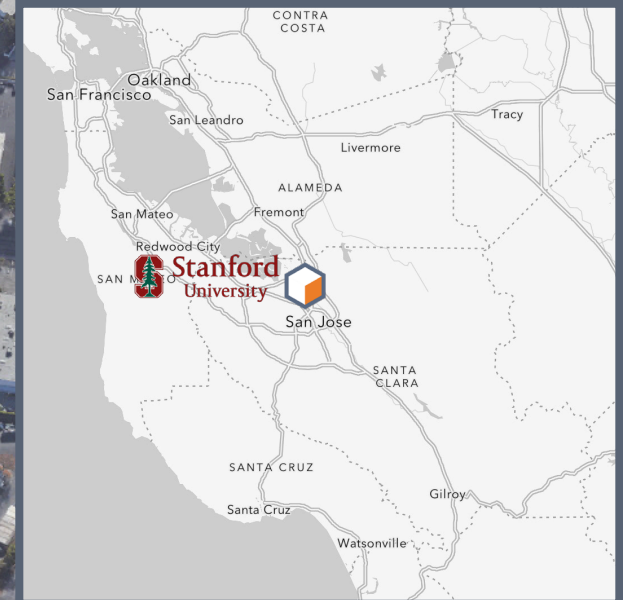 CONTRA
COSTA
Oakland
San Francisco
San Leandro
Tracy
Livermore
ALAMEDA
San Mateo
Fremont
Redwood City
Stanford
University
SAN M
O
San Jose
SANTA
CLARA
SANTA CRUZ
Gilroy
Santa Cruz
Watsonville